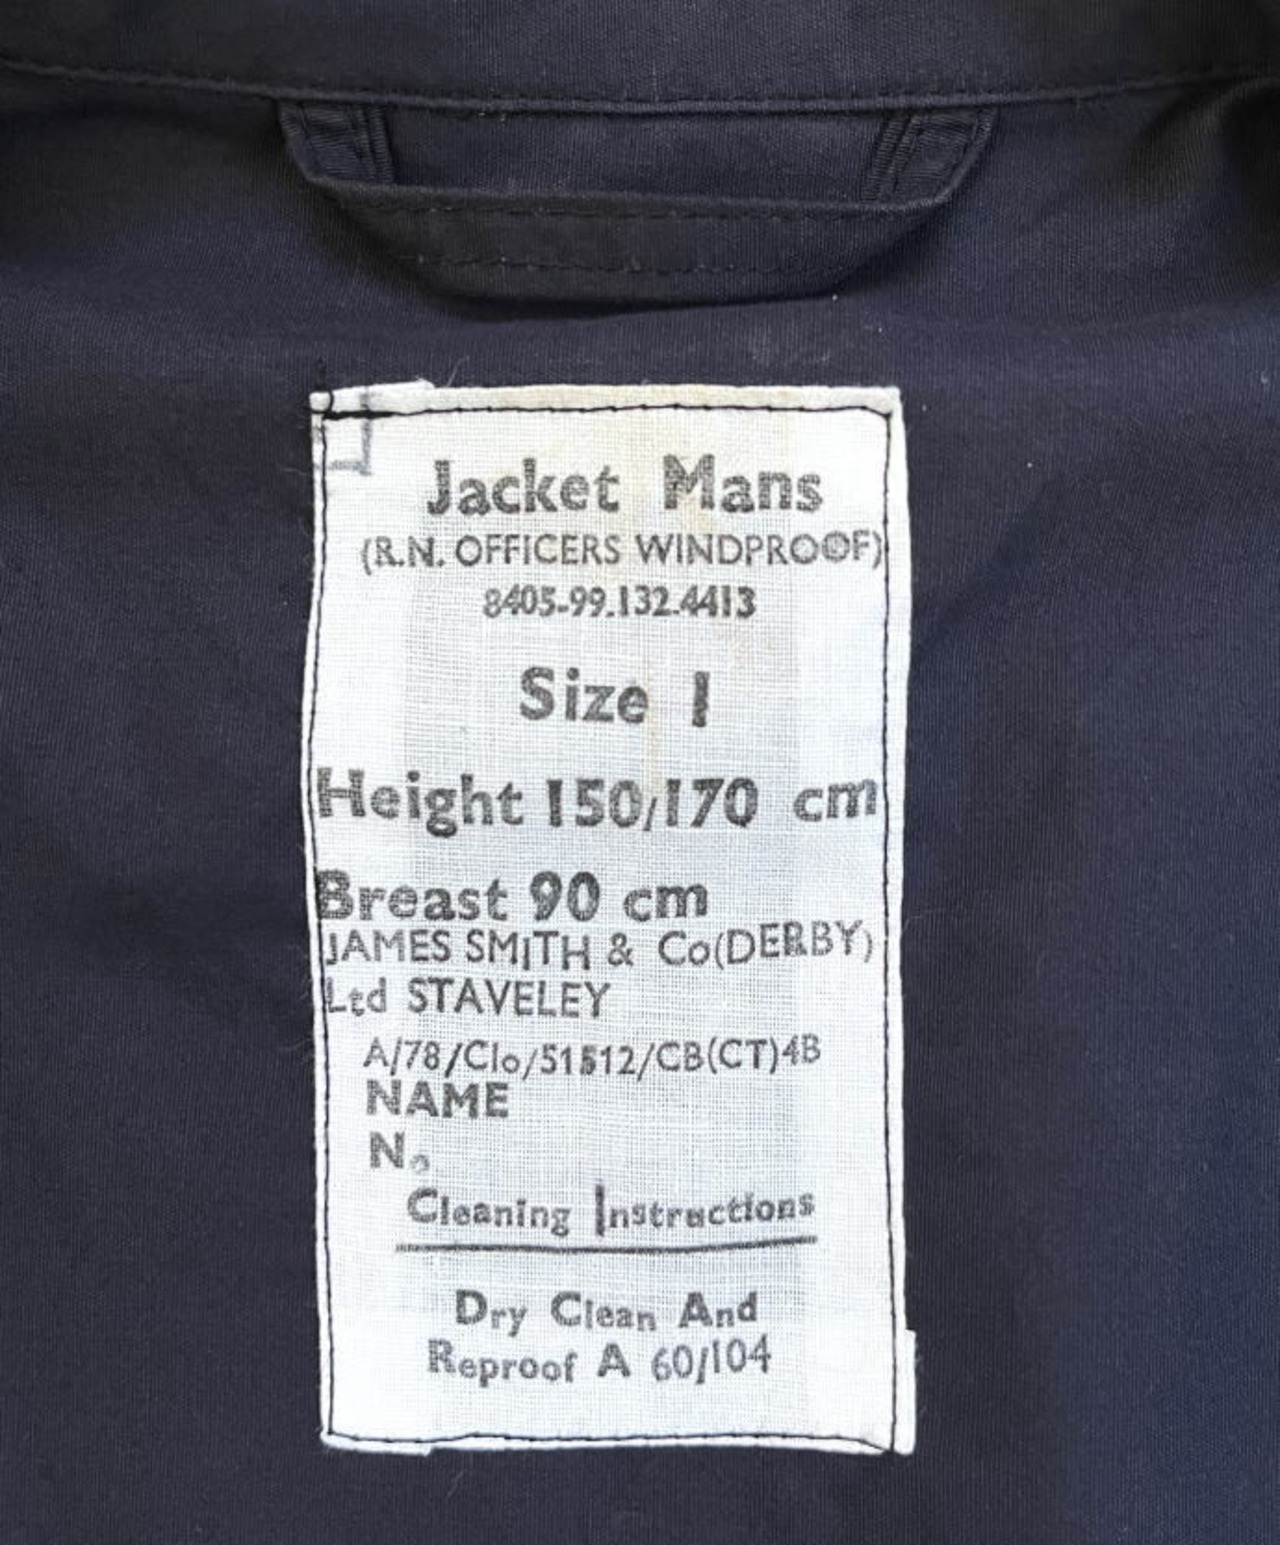 Jacket Mans
(R.N. OFFICERS WINDPROOF)
8405-99.132.4413
Size 1
Height 150/170 cm
Breast 90 cm
JAMES SMITH & Co(DERBY)
Ltd STAVELEY
A/78/Clo/51512/CB(CT)4B
NAME
No
Cleaning Instructions
Dry Clean And
Reproof A 60/104